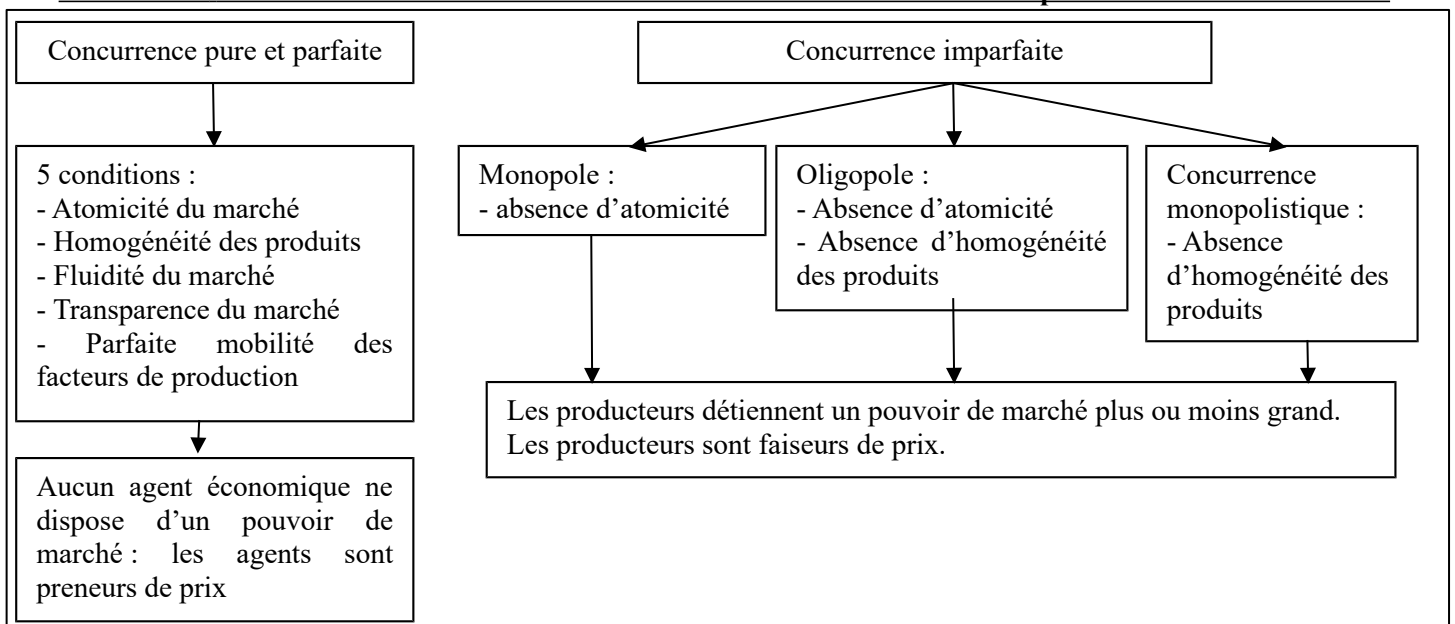 Concurrence pure et parfaite
Concurrence imparfaite
5 conditions :
- Atomicité du marché
- Homogénéité des produits
- Fluidité du marché
- Transparence du marché
- Parfaite mobilité des
facteurs de production
Monopole :
- absence d’atomicité
Oligopole :
- Absence d’atomicité
- Absence d’homogénéité
des produits
Concurrence
monopolistique :
- Absence
d’homogénéité des
produits
Aucun agent économique ne
dispose d’un pouvoir de
marché : les agents sont
preneurs de prix
Les producteurs détiennent un pouvoir de marché plus ou moins grand.
Les producteurs sont faiseurs de prix.